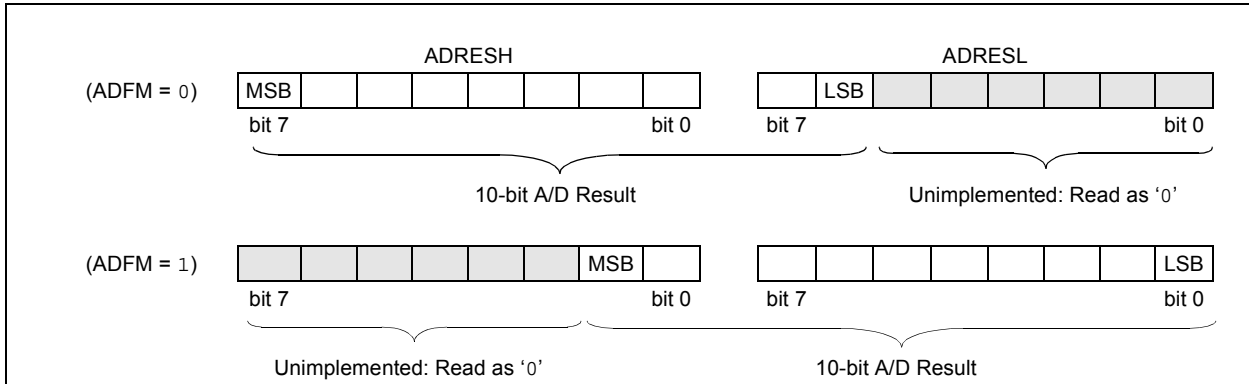 ADRESH ADRESL
(ADFM = 0) MSB LSB
bit 7 bit 0 bit 7 bit 0
10-bit A/D Result Unimplemented: Read as ‘0’
(ADFM = 1) MSB LSB
bit 7 bit 0 bit 7 bit 0
Unimplemented: Read as ‘0’ 10-bit A/D Result